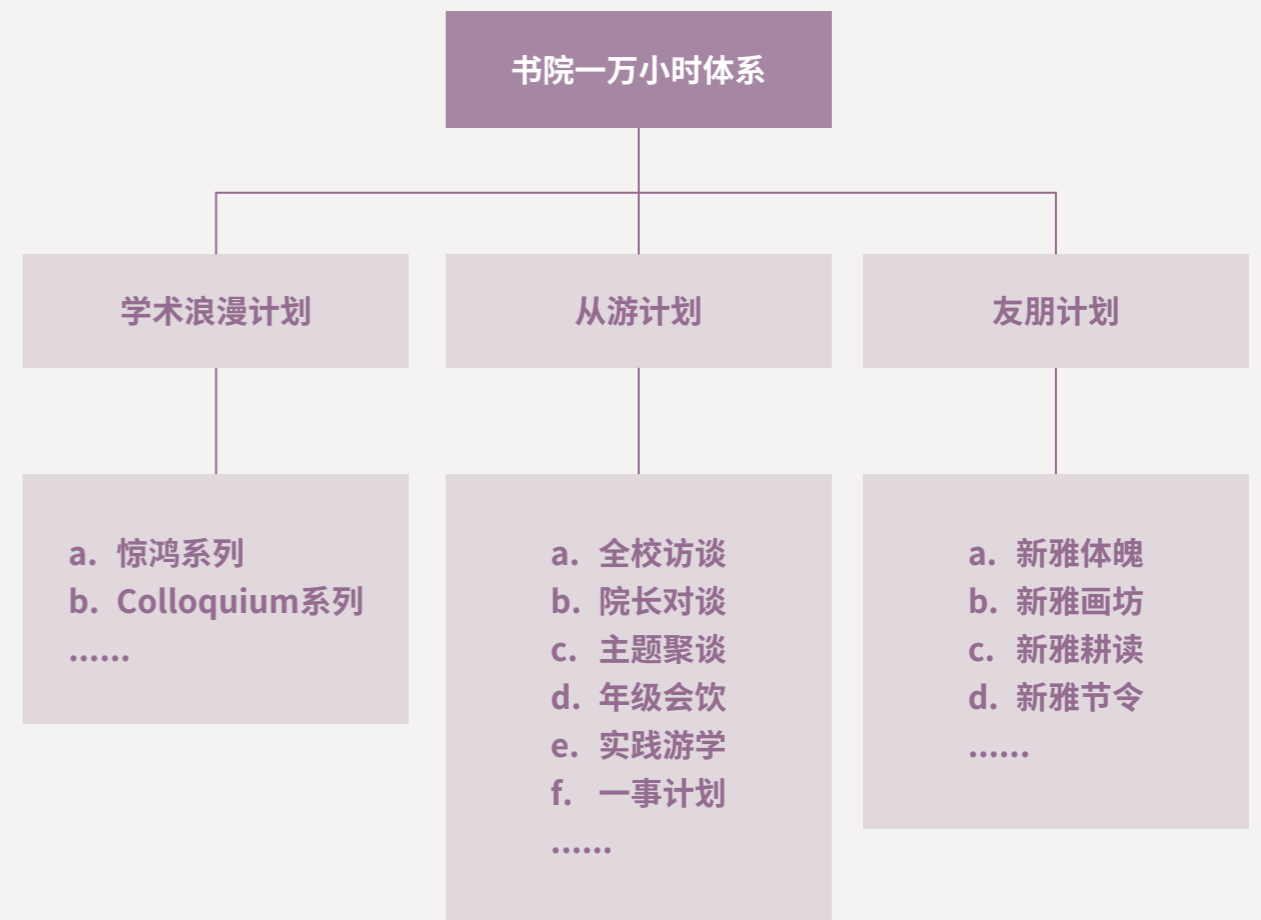 书院一万小时体系
学术浪漫计划
从游计划
友朋计划
a. 惊鸿系列
b. Colloquium系列
......
a. 全校访谈
b. 院长对谈
c. 主题聚谈
d. 年级会饮
e. 实践游学
f. 一事计划
......
a. 新雅体魄
b. 新雅画坊
c. 新雅耕读
d. 新雅节令
......